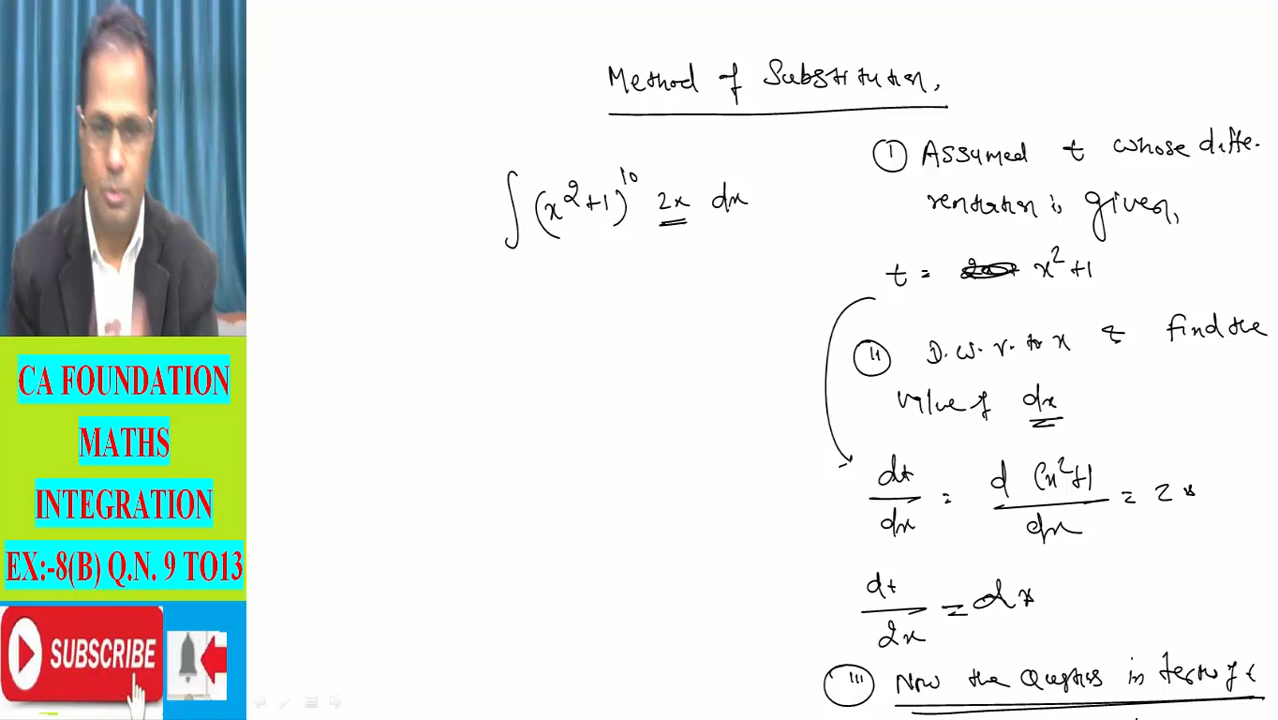 Method of Substitution.
∫(x²+1)¹⁰ 2x dx
(I) Assumed t whose diffe-
rentiation is given,
t = x²+1
(II) D.w.r. to x & find the
value of dx
dt/dx = d(x²+1)/dx = 2x
dt/2x = dx
(III) Now the Question in term of t
CA FOUNDATION
MATHS
INTEGRATION
EX:-8(B) Q.N. 9 TO13
SUBSCRIBE